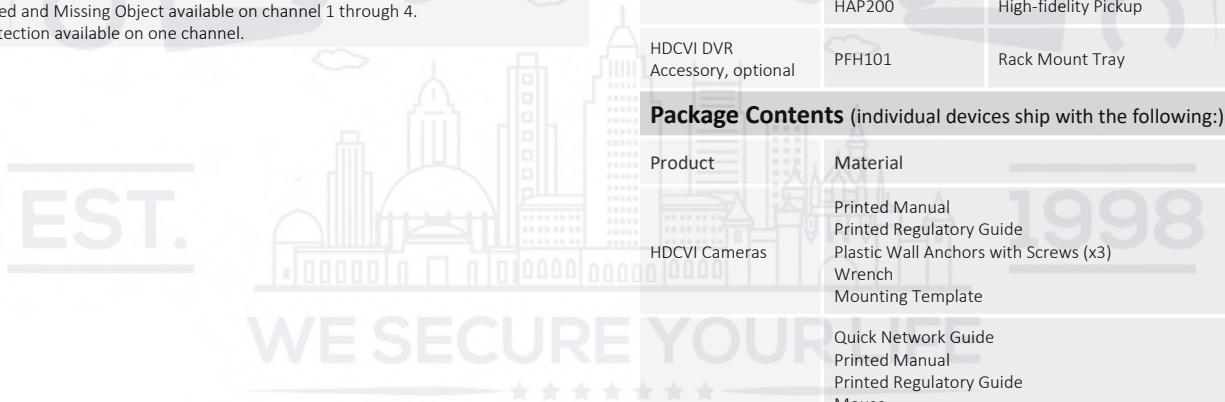 ed and Missing Object available on channel 1 through 4.
tection available on one channel.
HAP200 High-fidelity Pickup
HDCVI DVR
Accessory, optional PFH101 Rack Mount Tray
Package Contents (individual devices ship with the following:)
Product Material
HDCVI Cameras
Printed Manual
Printed Regulatory Guide
Plastic Wall Anchors with Screws (x3)
Wrench
Mounting Template
Quick Network Guide
Printed Manual
Printed Regulatory Guide
Mouse
EST. 1998
WE SECURE YOUR LIFE